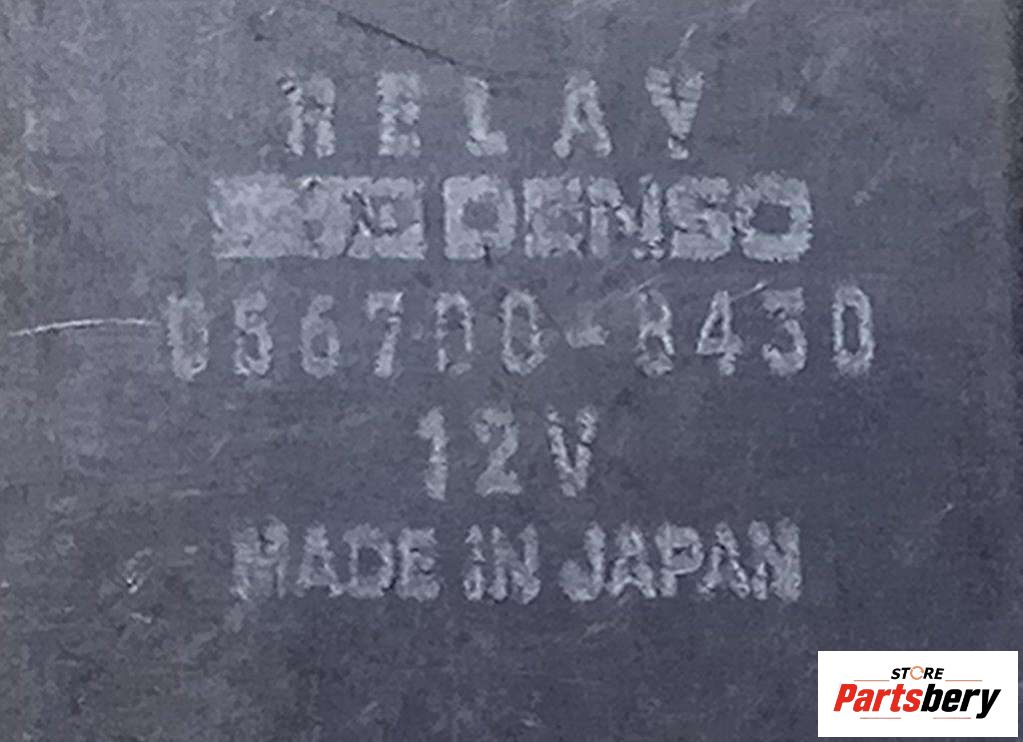 RELAY
DENSO
056700-8430
12V
MADE IN JAPAN
STORE
Partsbery